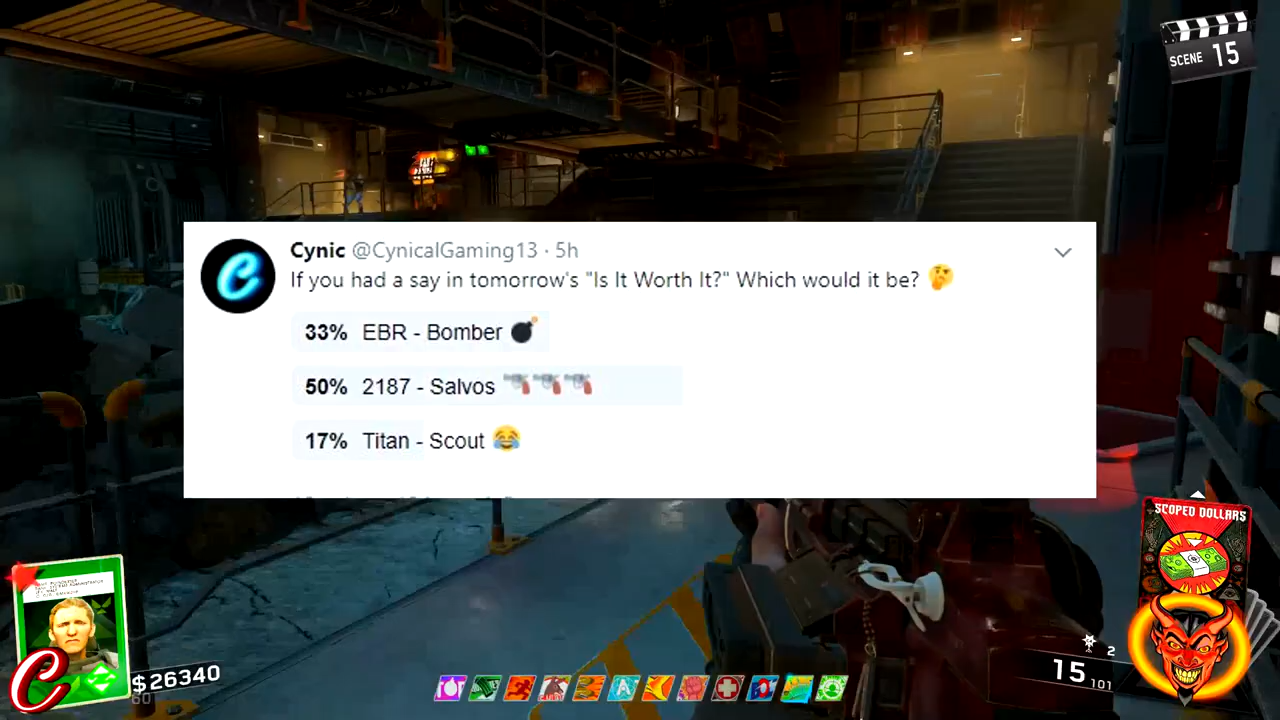 SCENE 15
Cynic @CynicalGaming13 · 5h
If you had a say in tomorrow's "Is It Worth It?" Which would it be? 🤔
33% EBR - Bomber 💣
50% 2187 - Salvos
17% Titan - Scout 😂
SCOPED DOLLARS
$26340
60
2
15 101